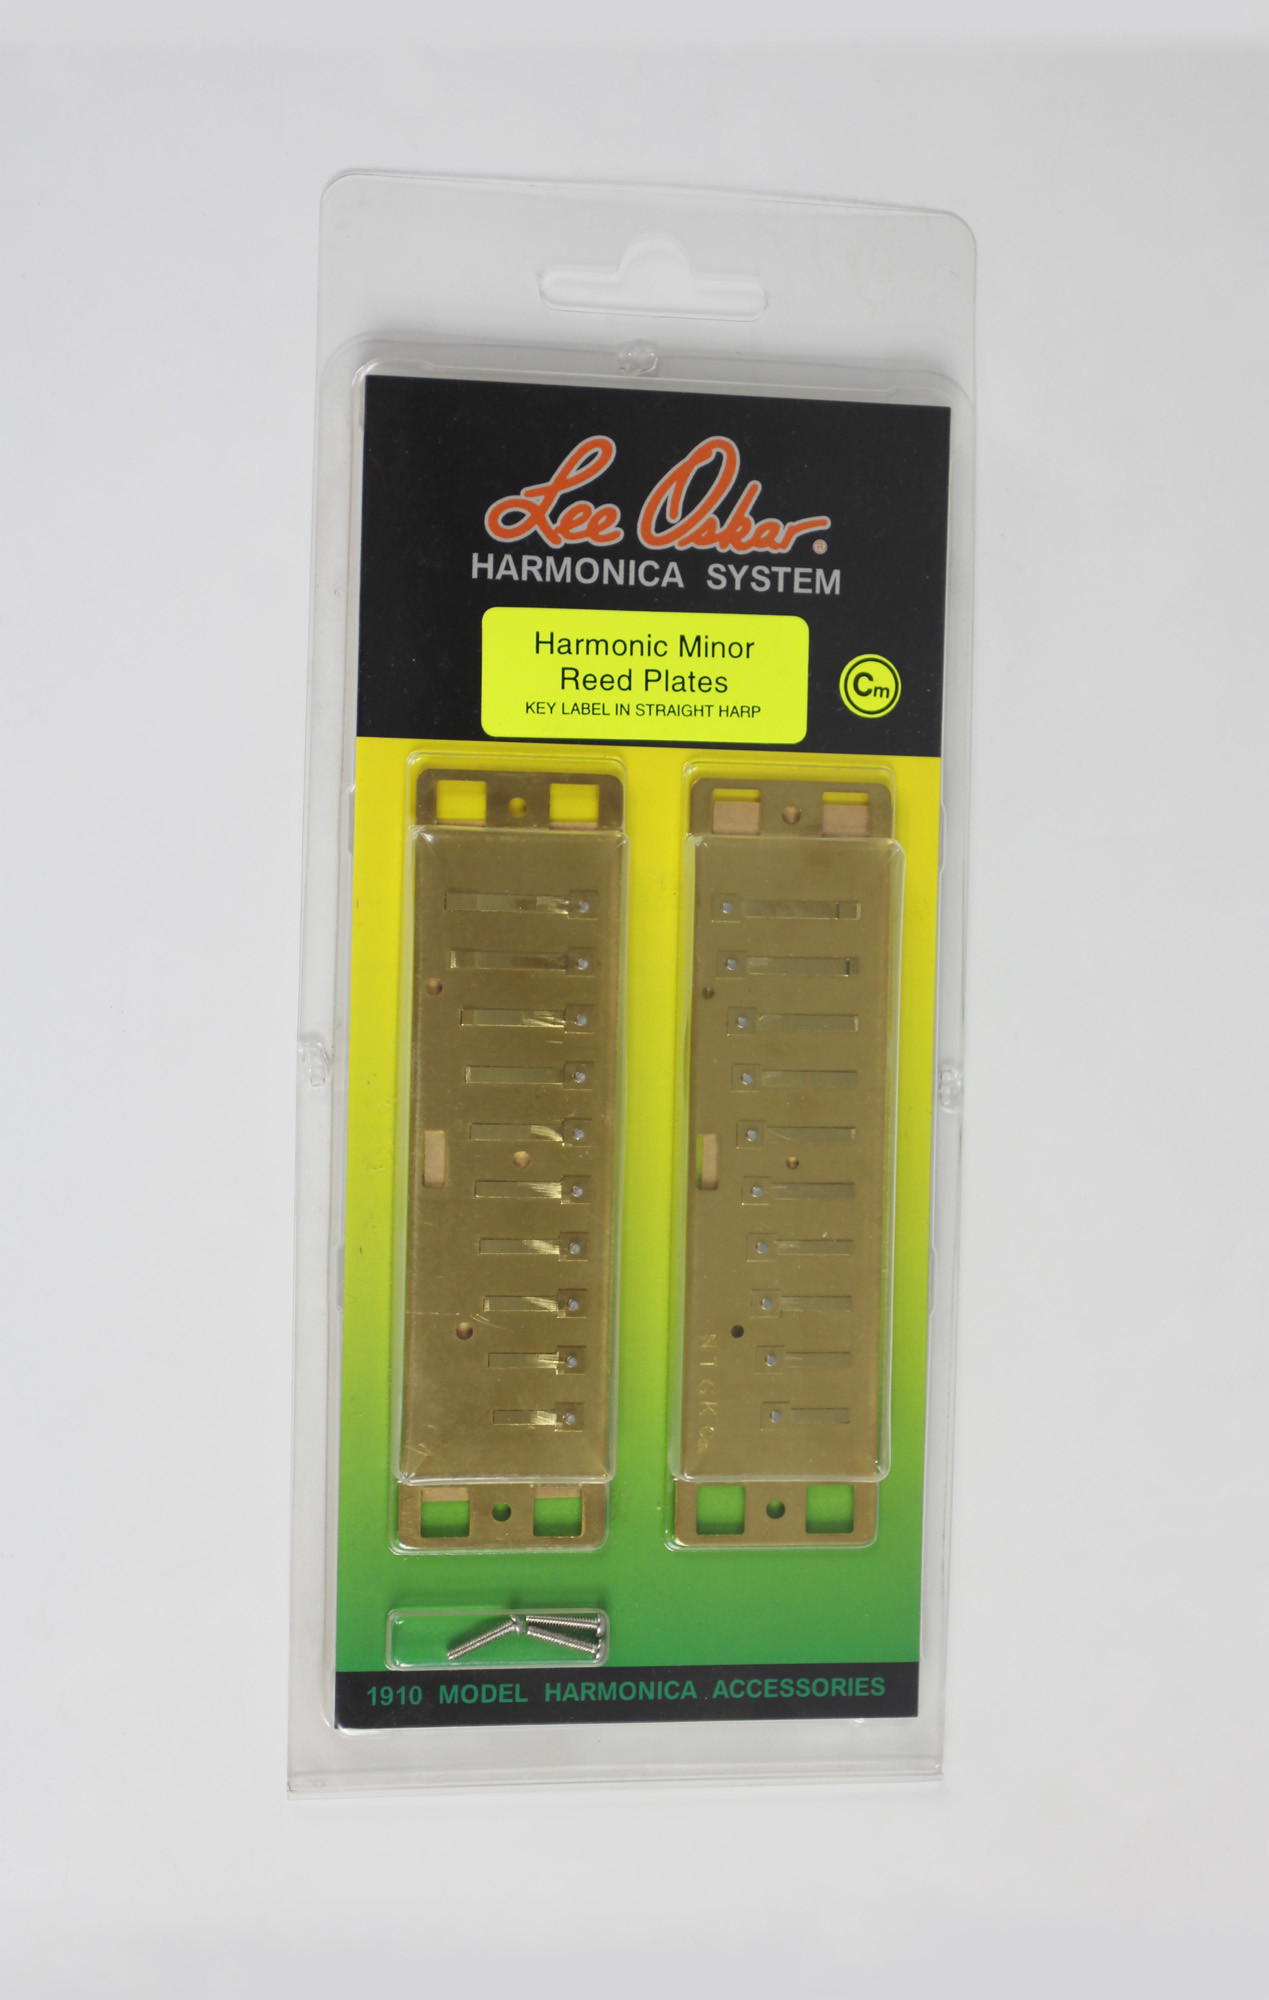 Lee Oskar®
HARMONICA SYSTEM
Harmonic Minor
Reed Plates
KEY LABEL IN STRAIGHT HARP
Cm
1910 MODEL HARMONICA ACCESSORIES